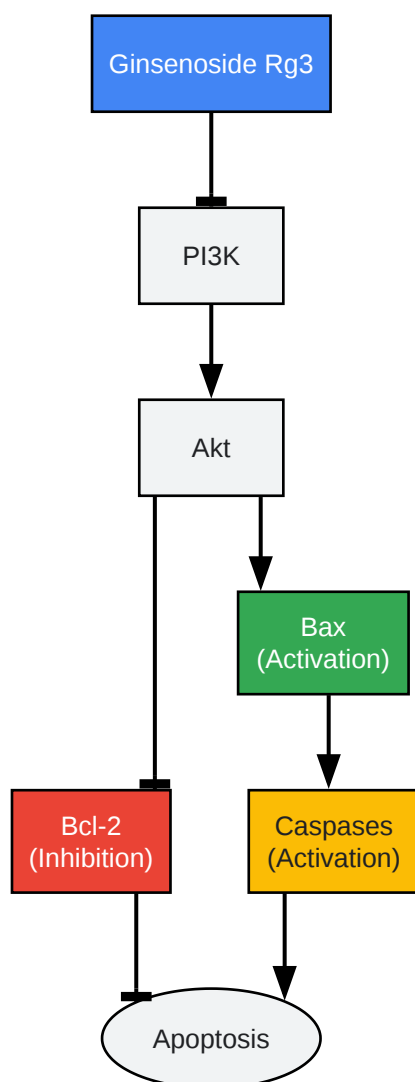 Ginsenoside Rg3
PI3K
Akt
Bax
(Activation)
Bcl-2
(Inhibition)
Caspases
(Activation)
Apoptosis